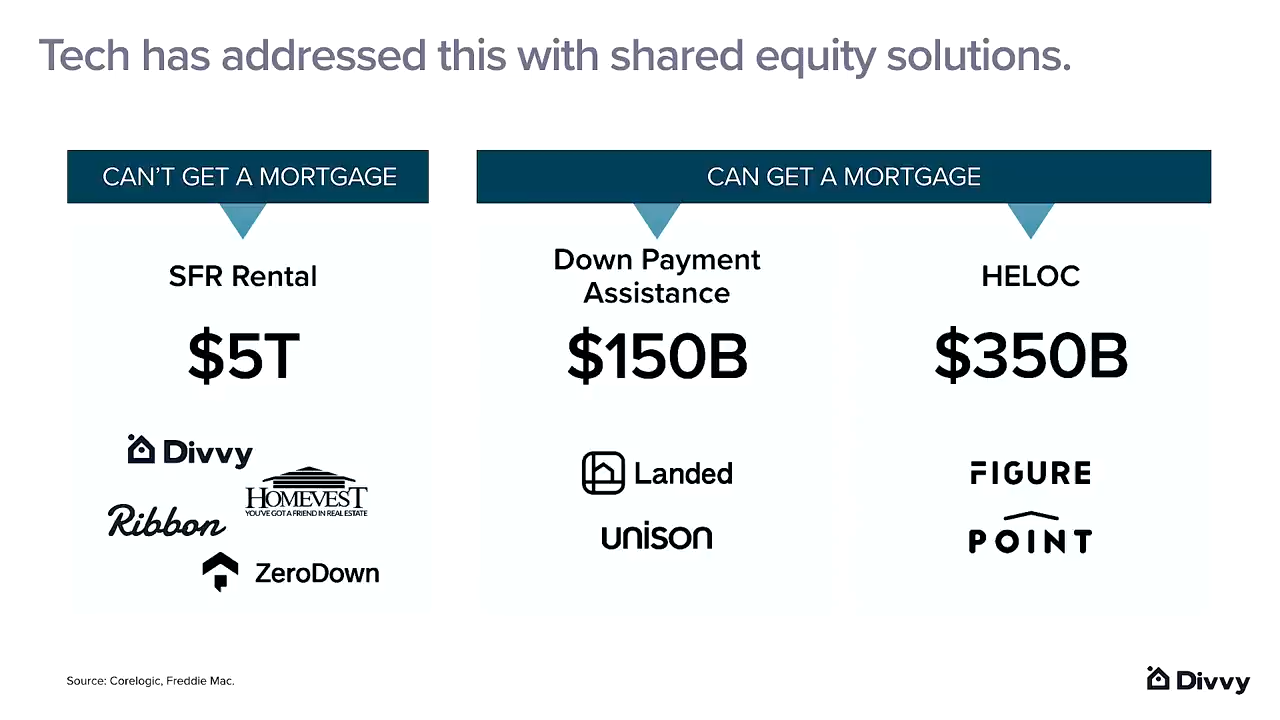 Tech has addressed this with shared equity solutions.
CAN'T GET A MORTGAGE
SFR Rental
$5T
Divvy
HOMEVEST
YOU'VE GOT A FRIEND IN REAL ESTATE
Ribbon
ZeroDown
CAN GET A MORTGAGE
Down Payment
Assistance
$150B
Landed
unison
HELOC
$350B
FIGURE
POINT
Source: Corelogic, Freddie Mac.
Divvy